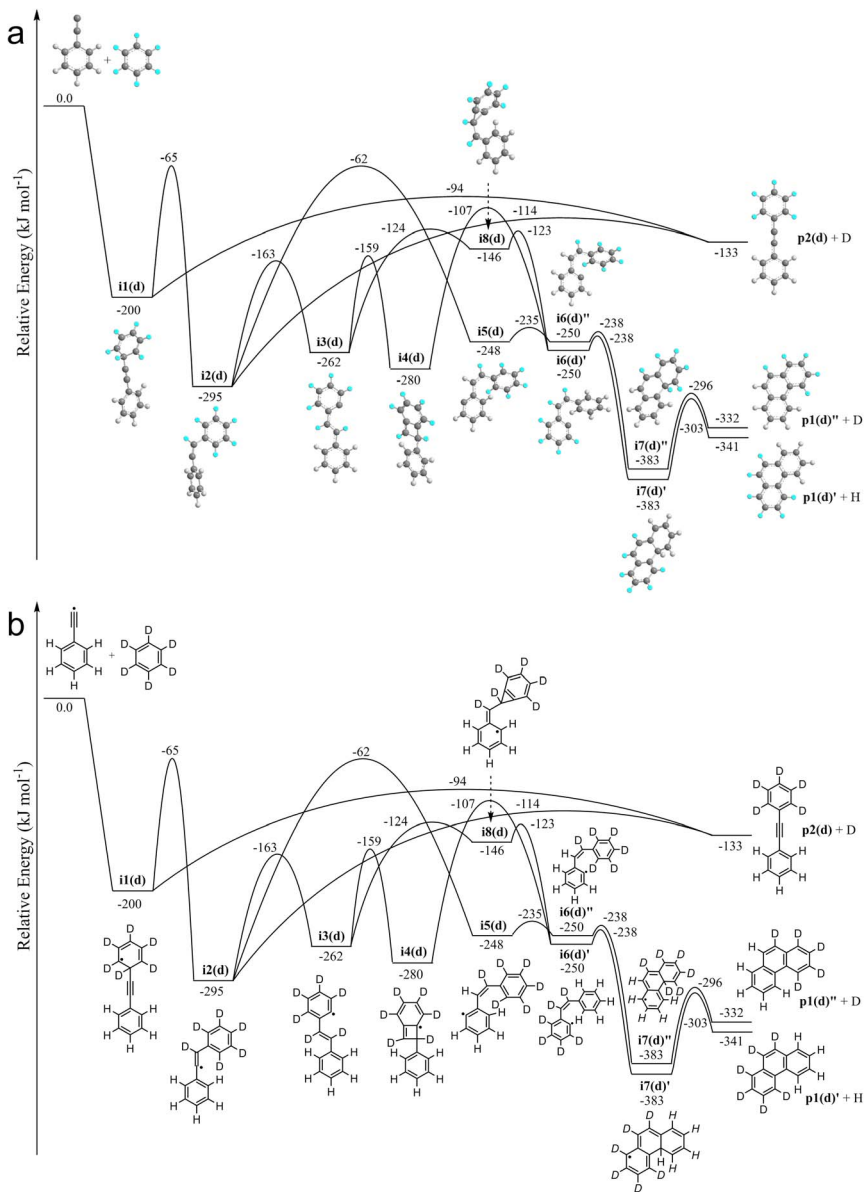 a
Relative Energy (kJ mol⁻¹)
+
0.0
-65
-62
-94
-107
-114
-124
i8(d)
-123
-146
p2(d) + D
-133
-163
-159
i1(d)
-200
i2(d)
-295
i3(d)
-262
i4(d)
-280
i5(d)
-248
-235
i6(d)"
-250
i6(d)'
-250
-238
-238
i7(d)"
-383
i7(d)'
-383
-296
-303
-332
p1(d)" + D
-341
p1(d)' + H
b
Relative Energy (kJ mol⁻¹)
H H
H H
H
+
D
D D
D D
D
0.0
-65
-62
-94
-107
-114
-124
i8(d)
-123
-146
p2(d) + D
-133
-163
-159
i1(d)
-200
i2(d)
-295
i3(d)
-262
i4(d)
-280
i5(d)
-248
-235
i6(d)"
-250
i6(d)'
-250
-238
-238
i7(d)"
-383
i7(d)'
-383
-296
-303
-332
p1(d)" + D
-341
p1(d)' + H